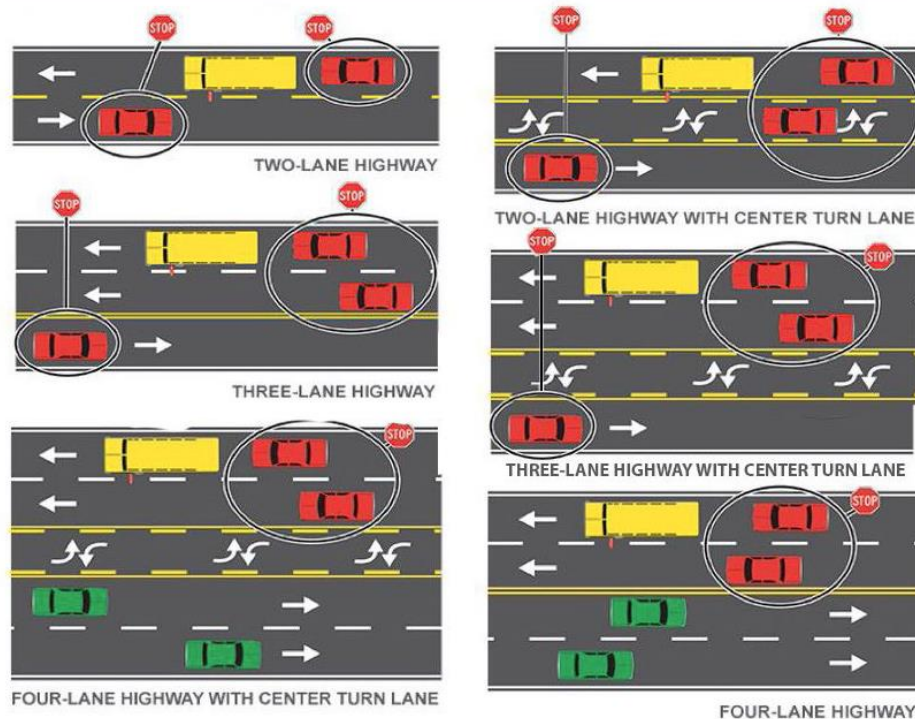 STOP
STOP
TWO-LANE HIGHWAY
STOP
STOP
TWO-LANE HIGHWAY WITH CENTER TURN LANE
STOP
STOP
THREE-LANE HIGHWAY
STOP
STOP
THREE-LANE HIGHWAY WITH CENTER TURN LANE
STOP
FOUR-LANE HIGHWAY WITH CENTER TURN LANE
STOP
FOUR-LANE HIGHWAY